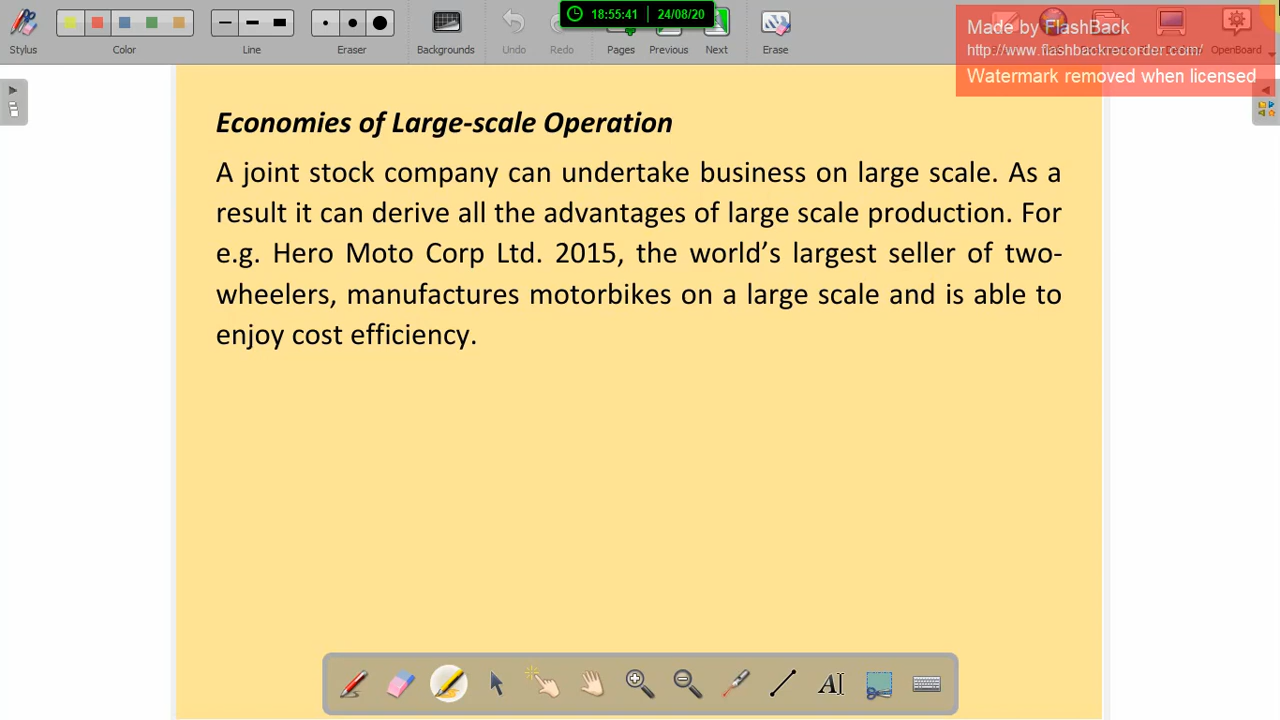 18:55:41 | 24/08/20
Made by FlashBack
http://www.flashbackrecorder.com/
Watermark removed when licensed
Stylus
Color
Line
Eraser
Backgrounds
Undo
Redo
Pages
Previous
Next
Erase
OpenBoard
Economies of Large-scale Operation
A joint stock company can undertake business on large scale. As a
result it can derive all the advantages of large scale production. For
e.g. Hero Moto Corp Ltd. 2015, the world’s largest seller of two-
wheelers, manufactures motorbikes on a large scale and is able to
enjoy cost efficiency.
AI